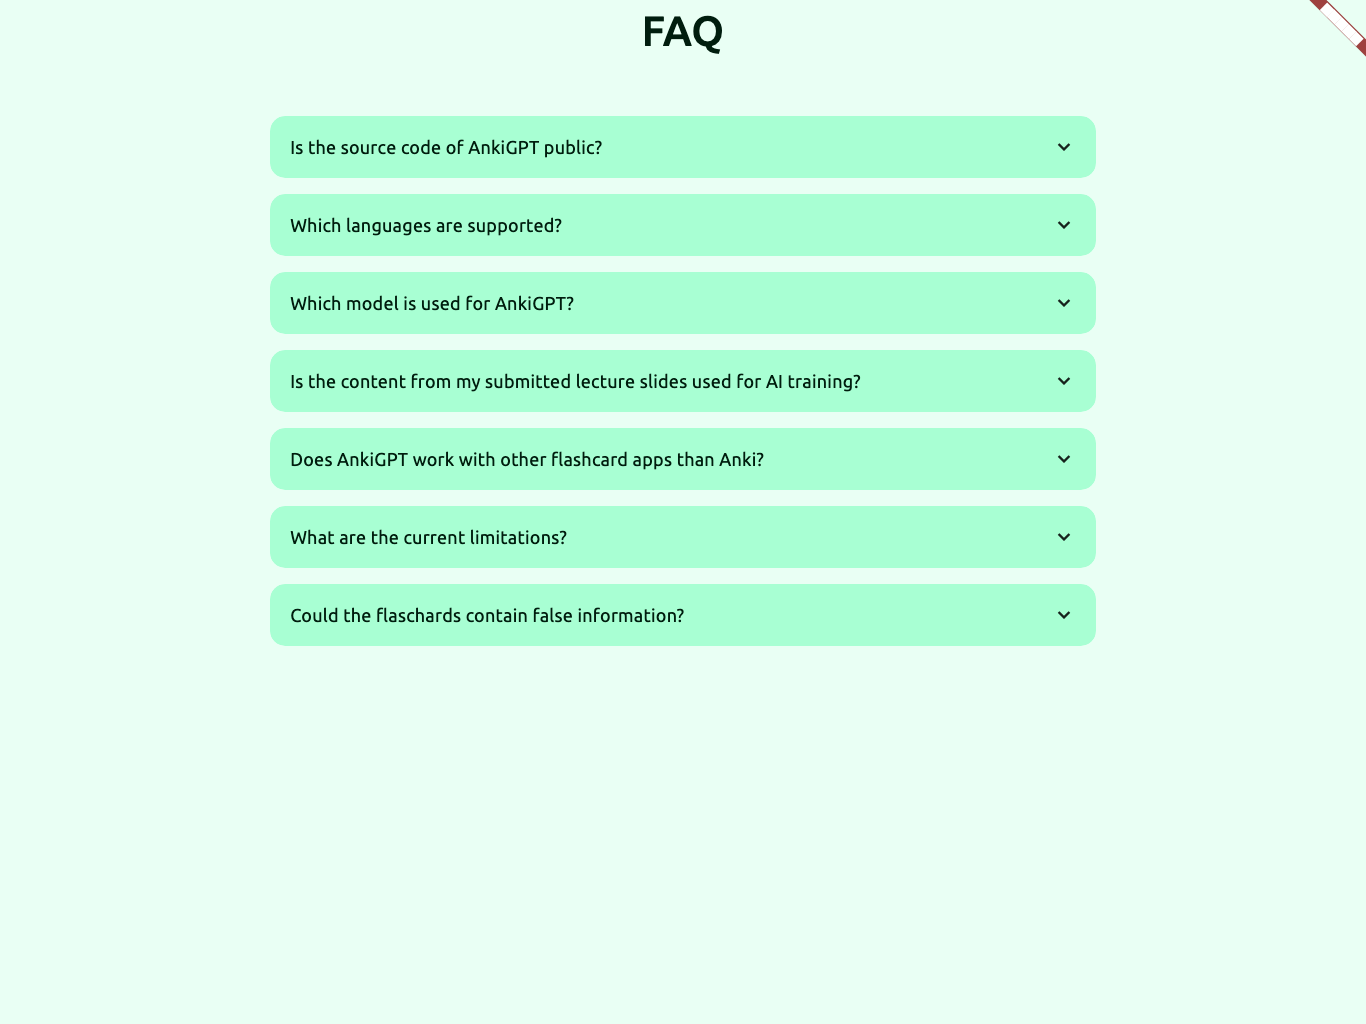 FAQ
Is the source code of AnkiGPT public?
Which languages are supported?
Which model is used for AnkiGPT?
Is the content from my submitted lecture slides used for AI training?
Does AnkiGPT work with other flashcard apps than Anki?
What are the current limitations?
Could the flaschards contain false information?